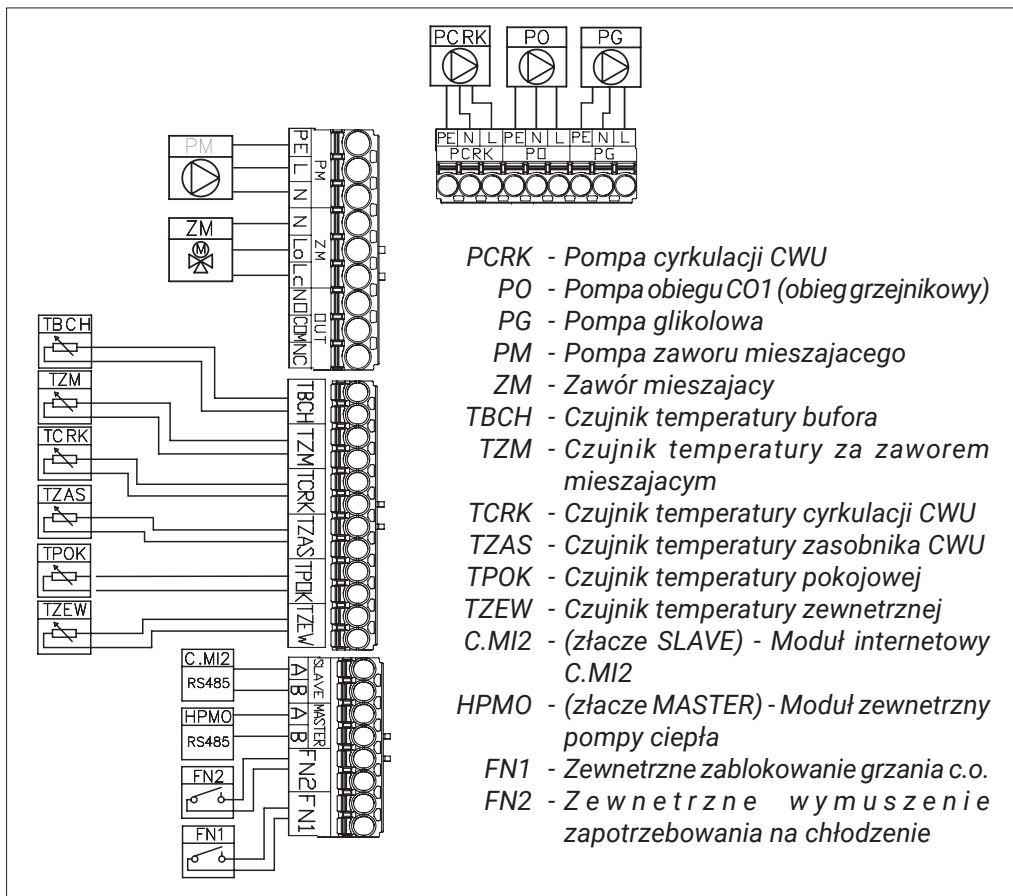 PCRK PO PG
PE N L PE N L PE N L
PCRK PO PG
PM
PE L N
PM
ZM
N Lo Lc
ZM
NO COM NC
OUT
TBCH
TZM
TCRK
TZAS
TPOK
TZEW
TBCH
TZM
TCRK
TZAS
TPOK
TZEW
C.MI2
RS485
HPMO
RS485
FN2
FN1
A B
SLAVE
A B
MASTER
FN2
FN1
PCRK - Pompa cyrkulacji CWU
PO - Pompa obiegu CO1 (obieg grzejnikowy)
PG - Pompa glikolowa
PM - Pompa zaworu mieszajacego
ZM - Zawór mieszajacy
TBCH - Czujnik temperatury bufora
TZM - Czujnik temperatury za zaworem
mieszajacym
TCRK - Czujnik temperatury cyrkulacji CWU
TZAS - Czujnik temperatury zasobnika CWU
TPOK - Czujnik temperatury pokojowej
TZEW - Czujnik temperatury zewnetrznej
C.MI2 - (złacze SLAVE) - Moduł internetowy
C.MI2
HPMO - (złacze MASTER) - Moduł zewnetrzny
pompy ciepła
FN1 - Zewnetrzne zablokowanie grzania c.o.
FN2 - Zewnetrzne wymuszenie
zapotrzebowania na chłodzenie